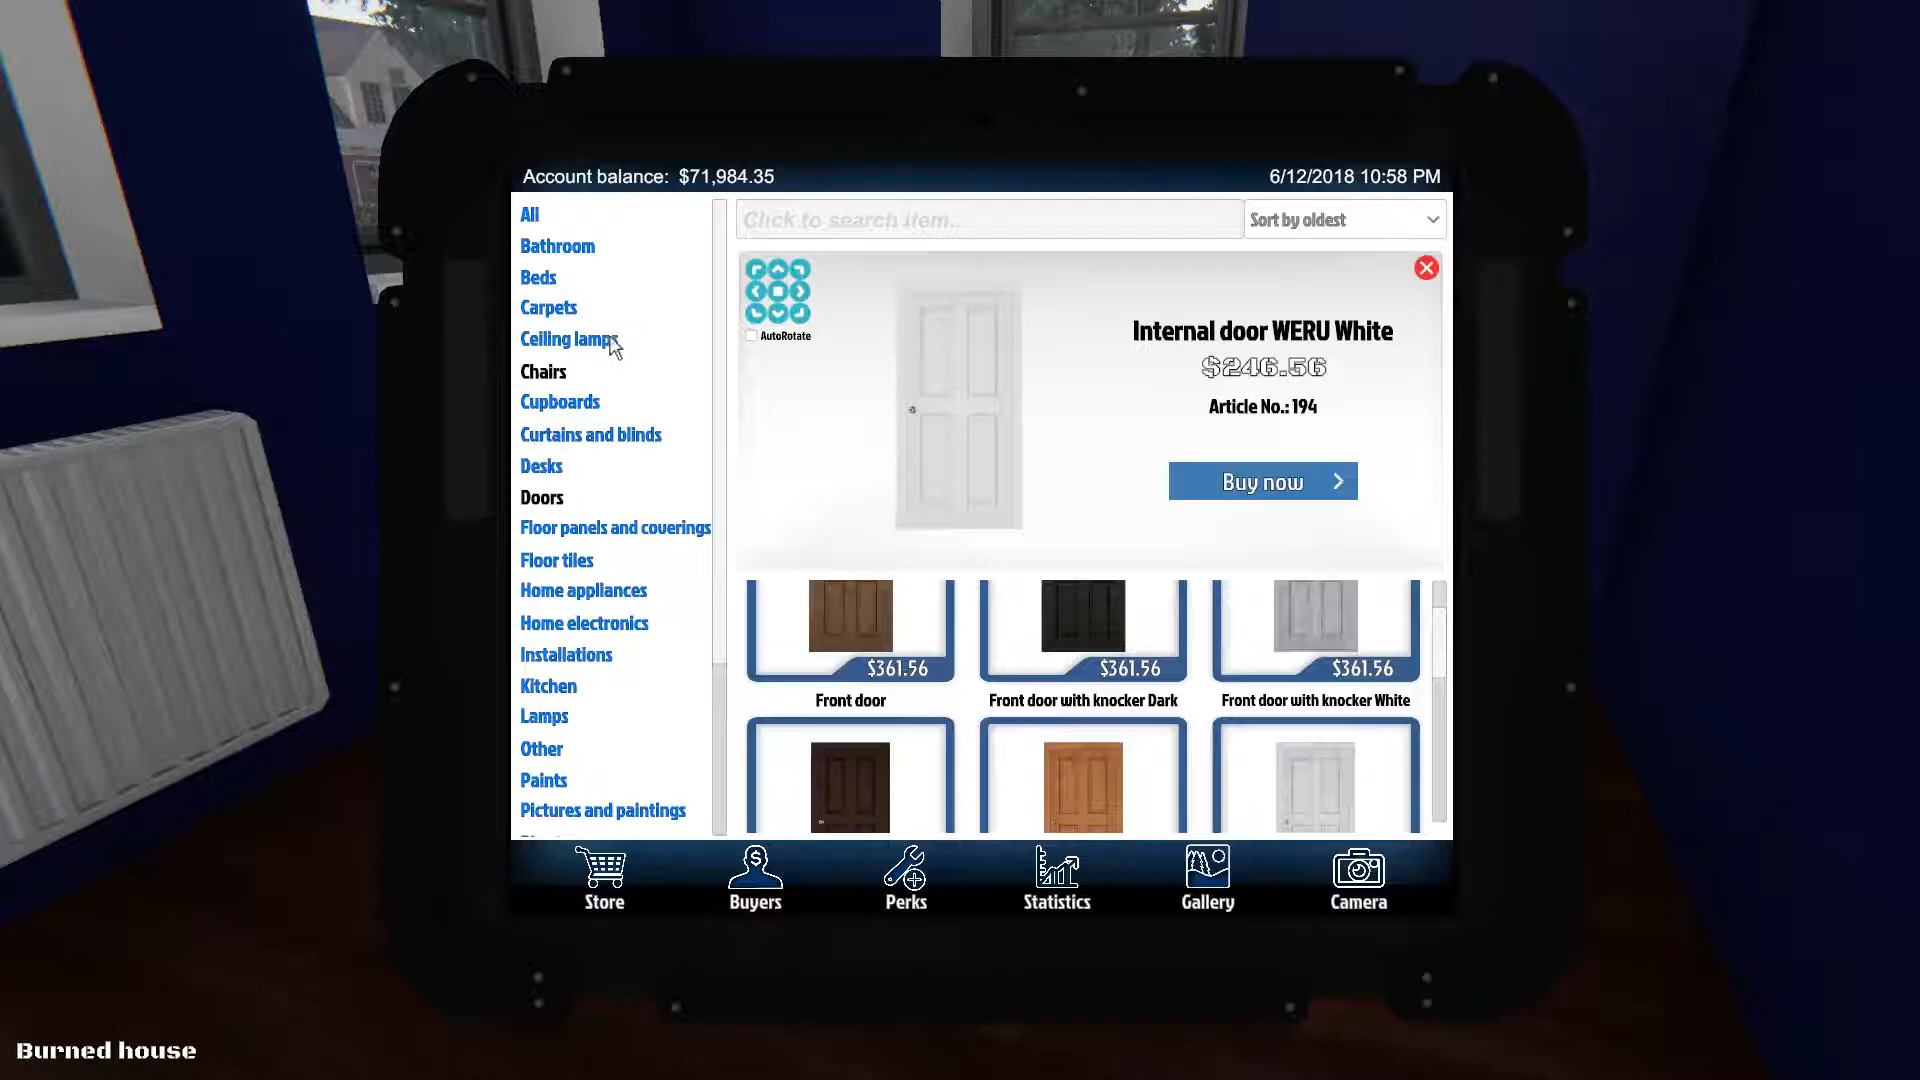 Account balance: $71,984.35
6/12/2018 10:58 PM
All
Bathroom
Beds
Carpets
Ceiling lamps
Chairs
Cupboards
Curtains and blinds
Desks
Doors
Floor panels and coverings
Floor tiles
Home appliances
Home electronics
Installations
Kitchen
Lamps
Other
Paints
Pictures and paintings
Click to search item..
Sort by oldest
AutoRotate
Internal door WERU White
$246.56
Article No.: 194
Buy now
$361.56
$361.56
$361.56
Front door
Front door with knocker Dark
Front door with knocker White
Store
Buyers
Perks
Statistics
Gallery
Camera
Burned house